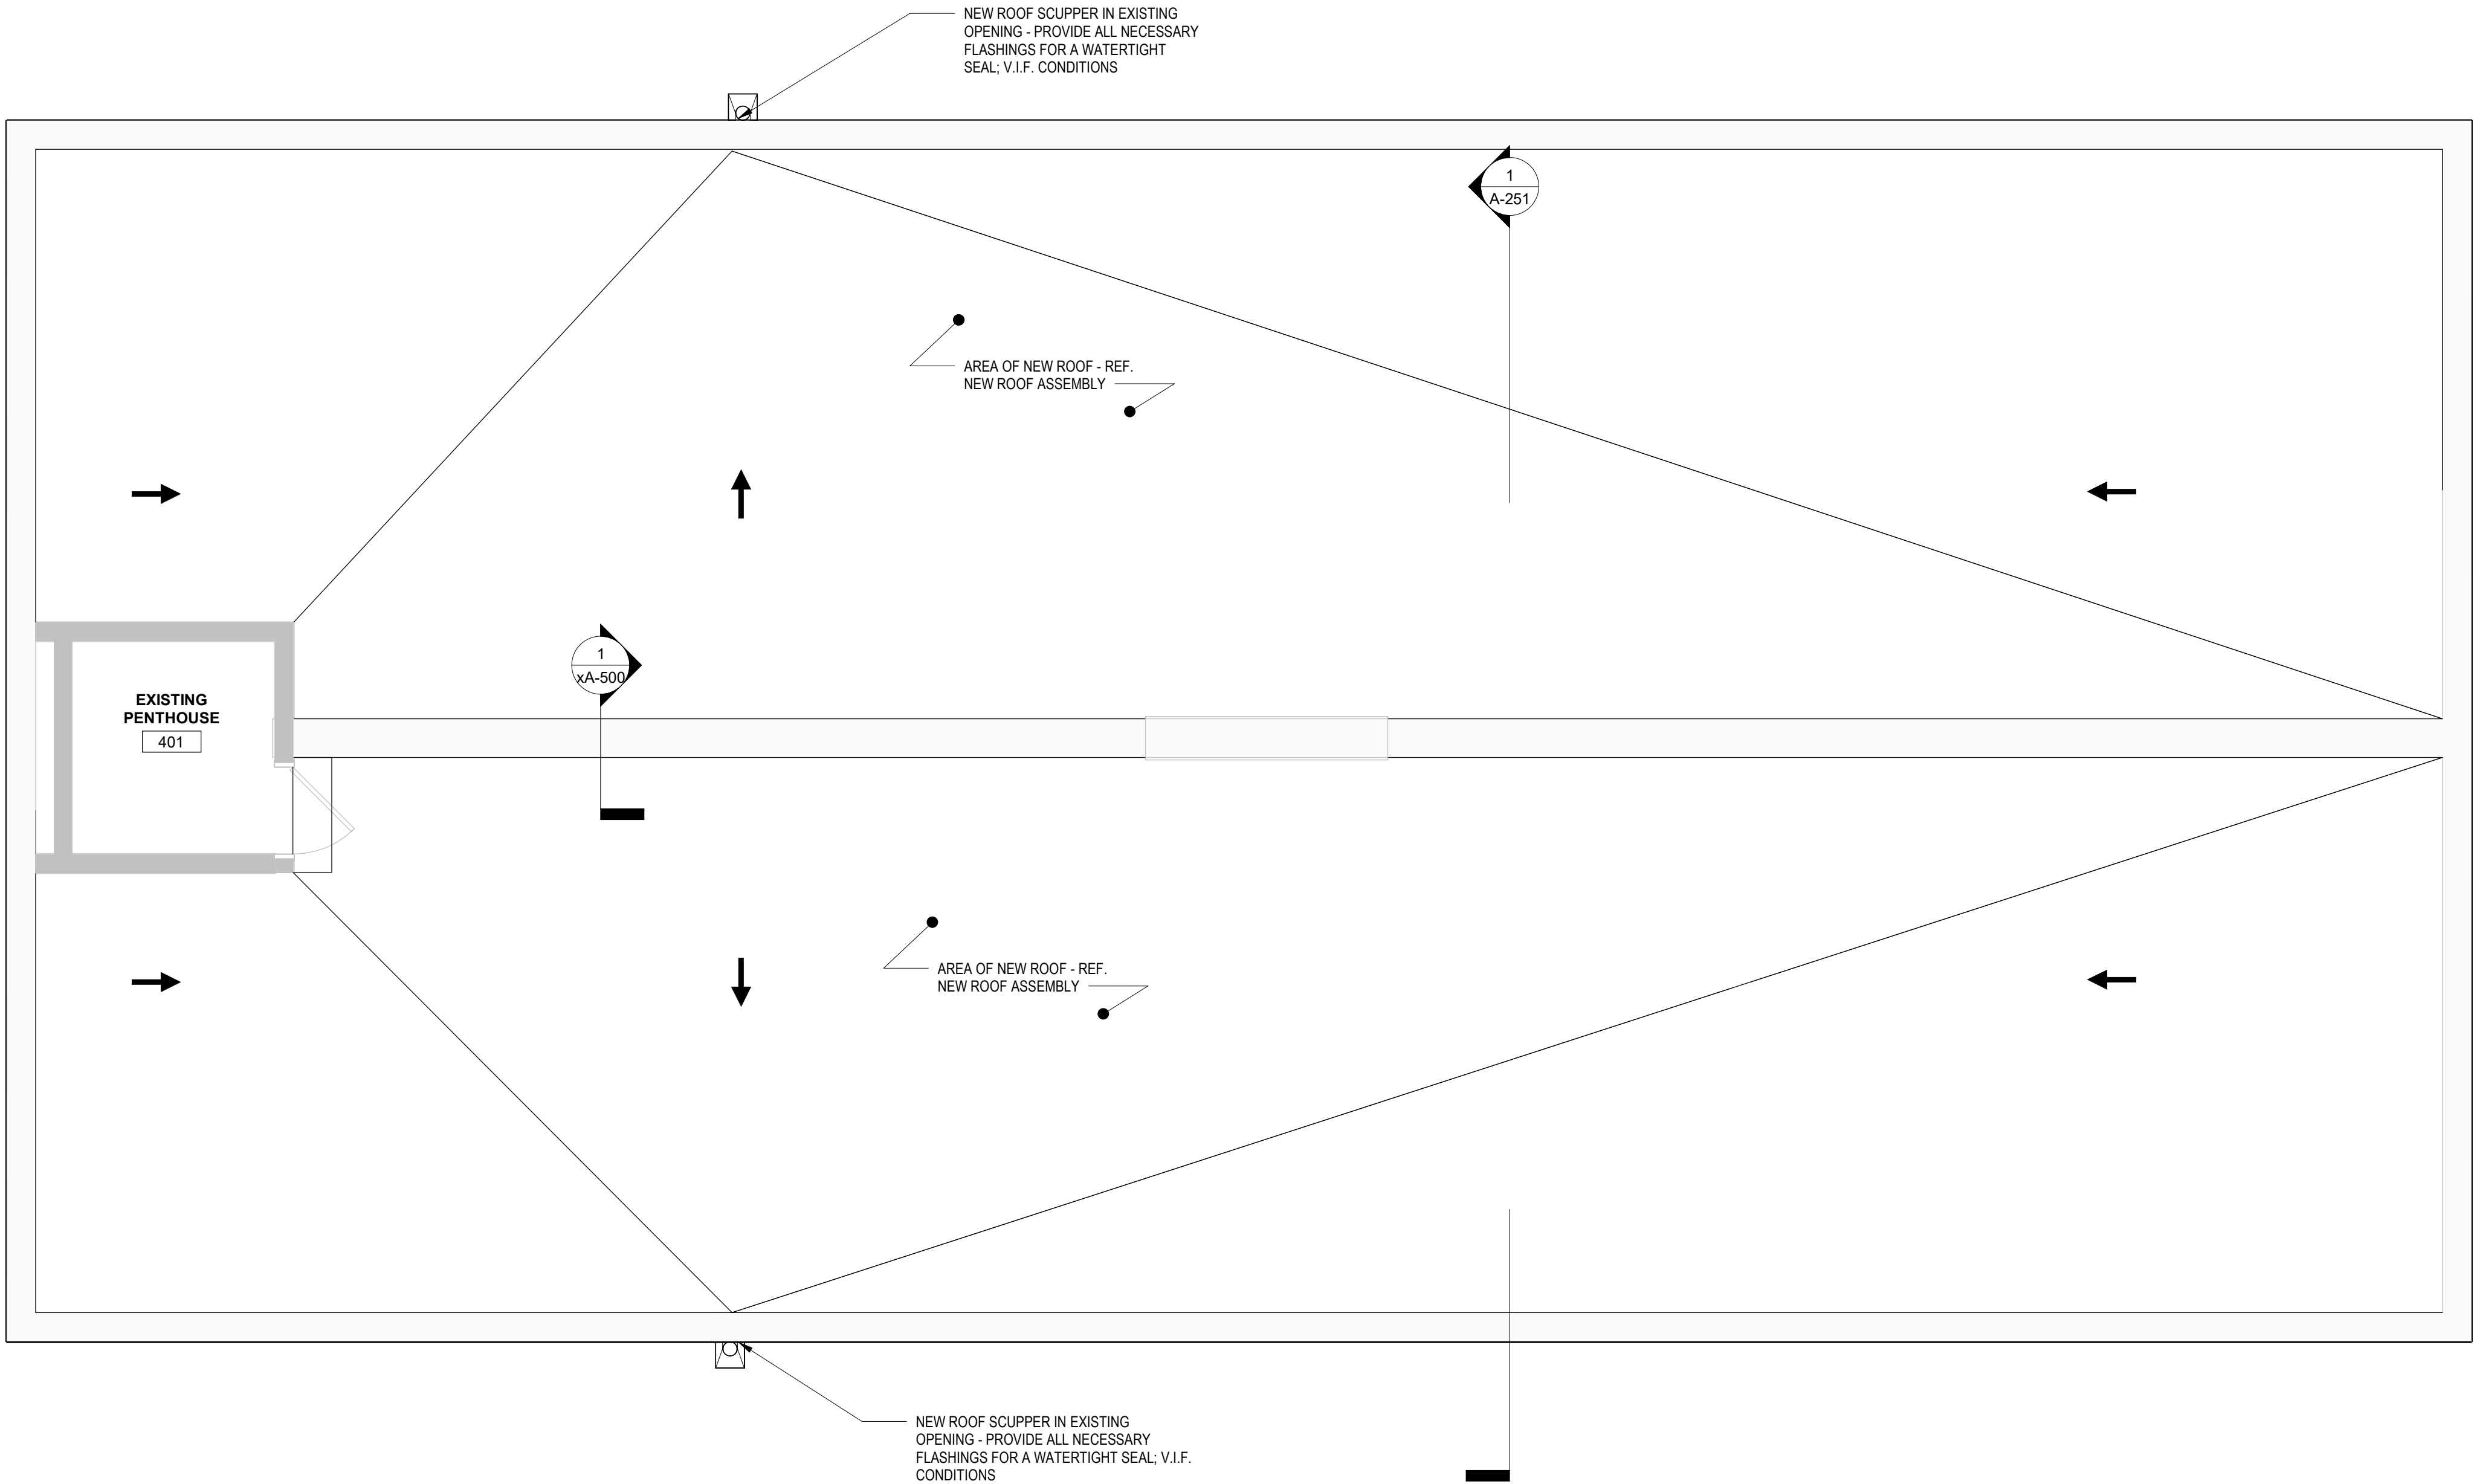 NEW ROOF SCUPPER IN EXISTING
OPENING - PROVIDE ALL NECESSARY
FLASHINGS FOR A WATERTIGHT
SEAL; V.I.F. CONDITIONS
1
A-251
AREA OF NEW ROOF - REF.
NEW ROOF ASSEMBLY
1
xA-500
EXISTING
PENTHOUSE
401
AREA OF NEW ROOF - REF.
NEW ROOF ASSEMBLY
NEW ROOF SCUPPER IN EXISTING
OPENING - PROVIDE ALL NECESSARY
FLASHINGS FOR A WATERTIGHT SEAL; V.I.F.
CONDITIONS